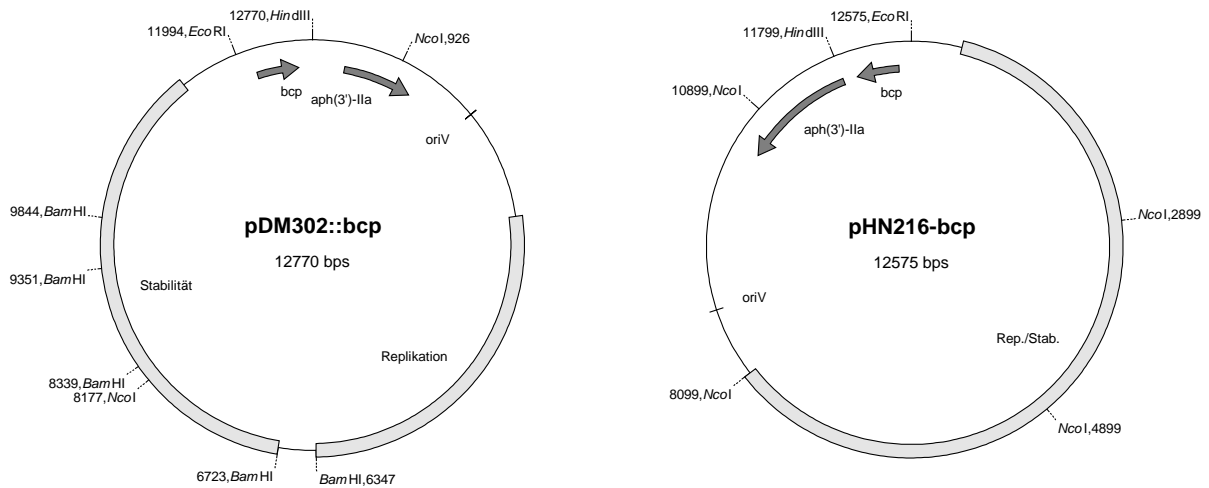 12770,HindIII
11994,EcoRI
NcoI,926
bcp
aph(3')-IIa
oriV
9844,BamHI
pDM302::bcp
12770 bps
9351,BamHI
Stabilität
Replikation
8339,BamHI
8177,NcoI
6723,BamHI
BamHI,6347
12575,EcoRI
11799,HindIII
10899,NcoI
bcp
aph(3')-IIa
NcoI,2899
pHN216-bcp
12575 bps
oriV
Rep./Stab.
8099,NcoI
NcoI,4899